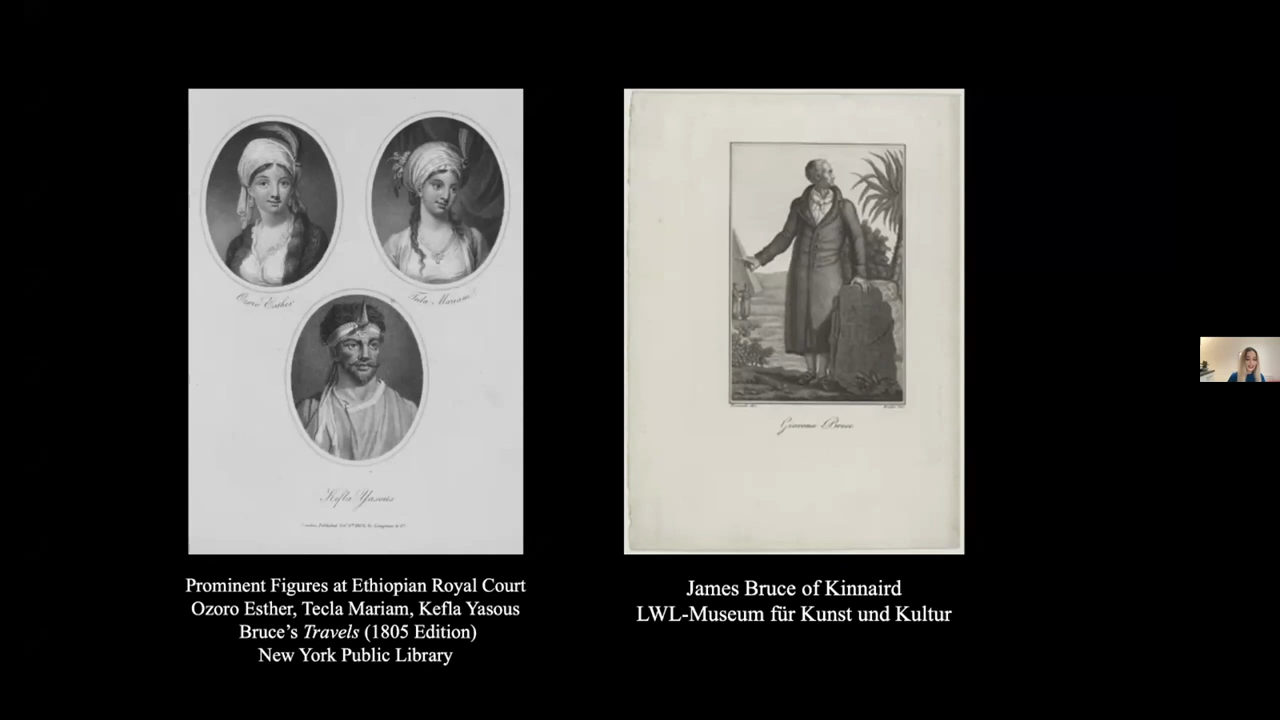 Ozoro Esther
Tecla Mariam
Kefla Yasous
Giacomo Bruce.
Prominent Figures at Ethiopian Royal Court
Ozoro Esther, Tecla Mariam, Kefla Yasous
Bruce’s Travels (1805 Edition)
New York Public Library
James Bruce of Kinnaird
LWL-Museum für Kunst und Kultur